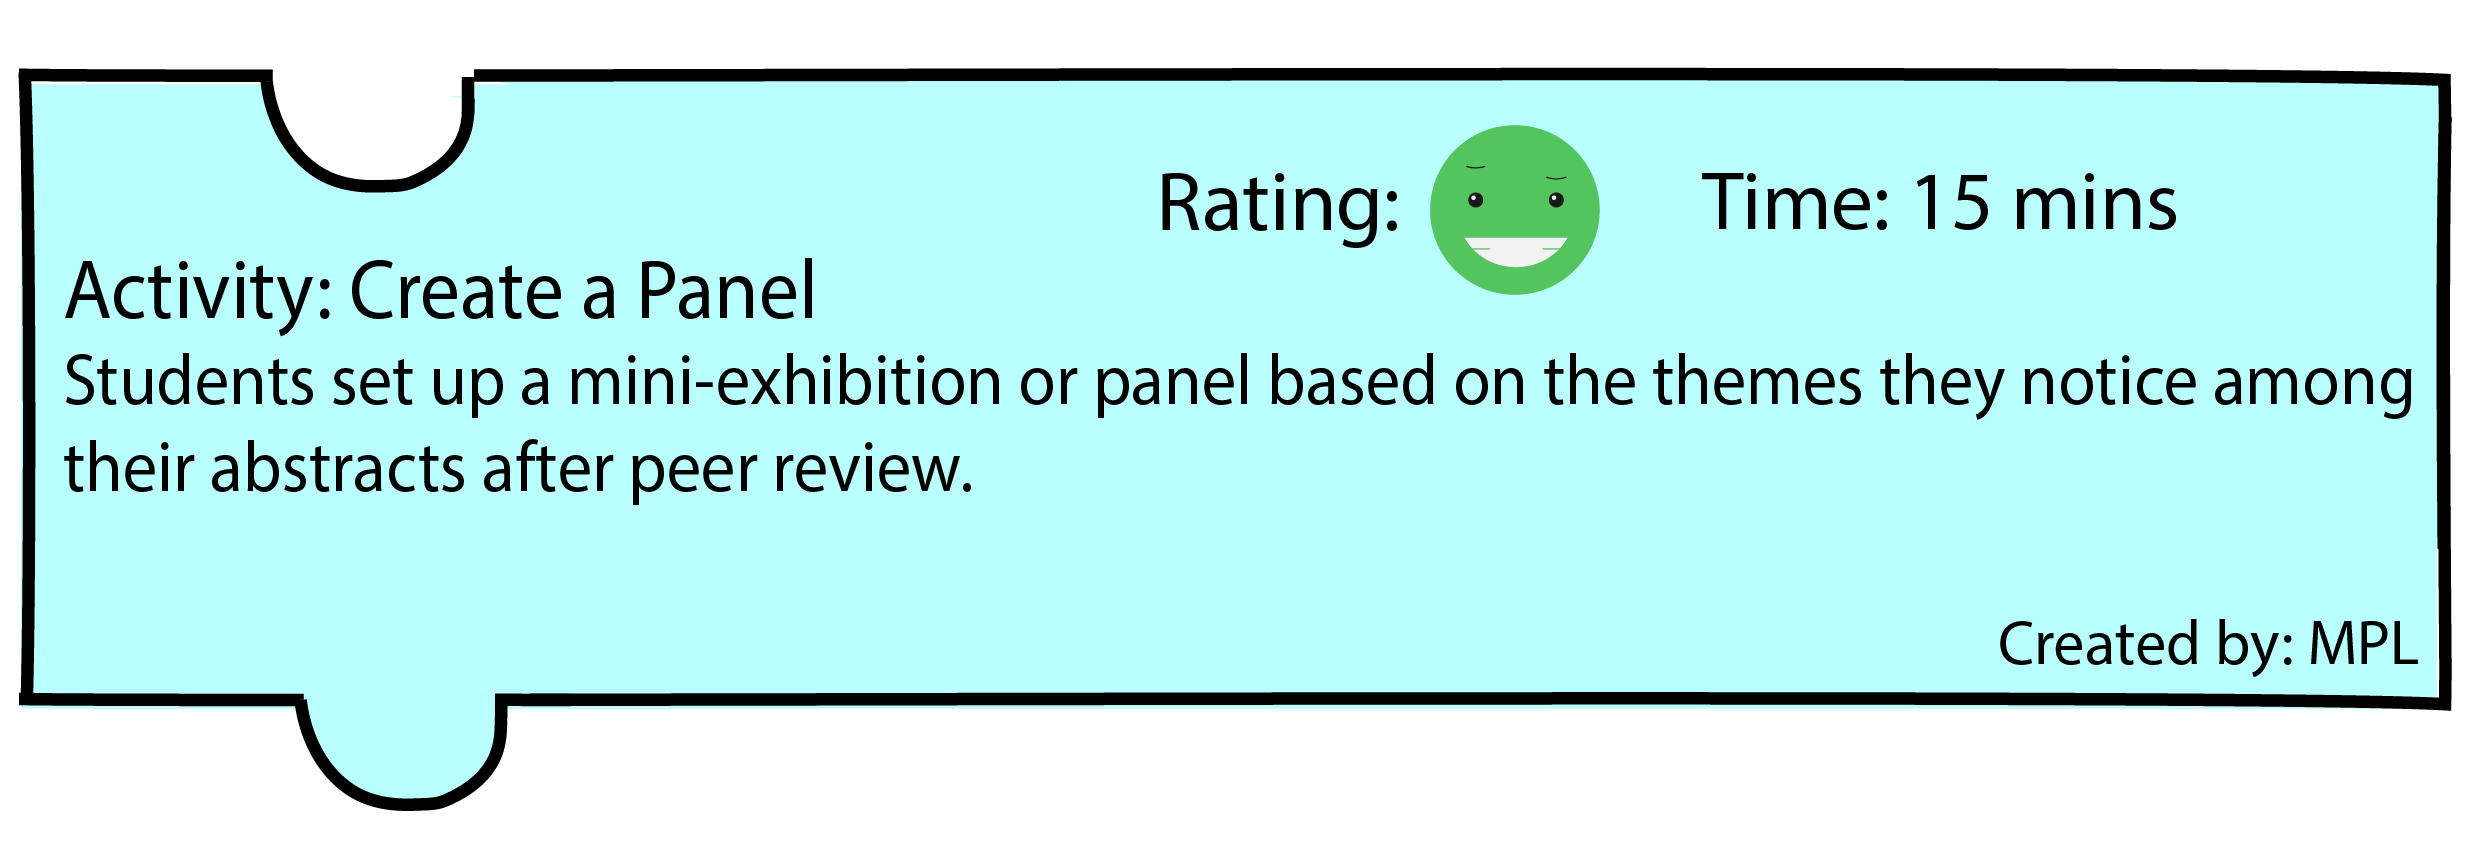 Rating: Time: 15 mins
Activity: Create a Panel
Students set up a mini-exhibition or panel based on the themes they notice among
their abstracts after peer review.
Created by: MPL